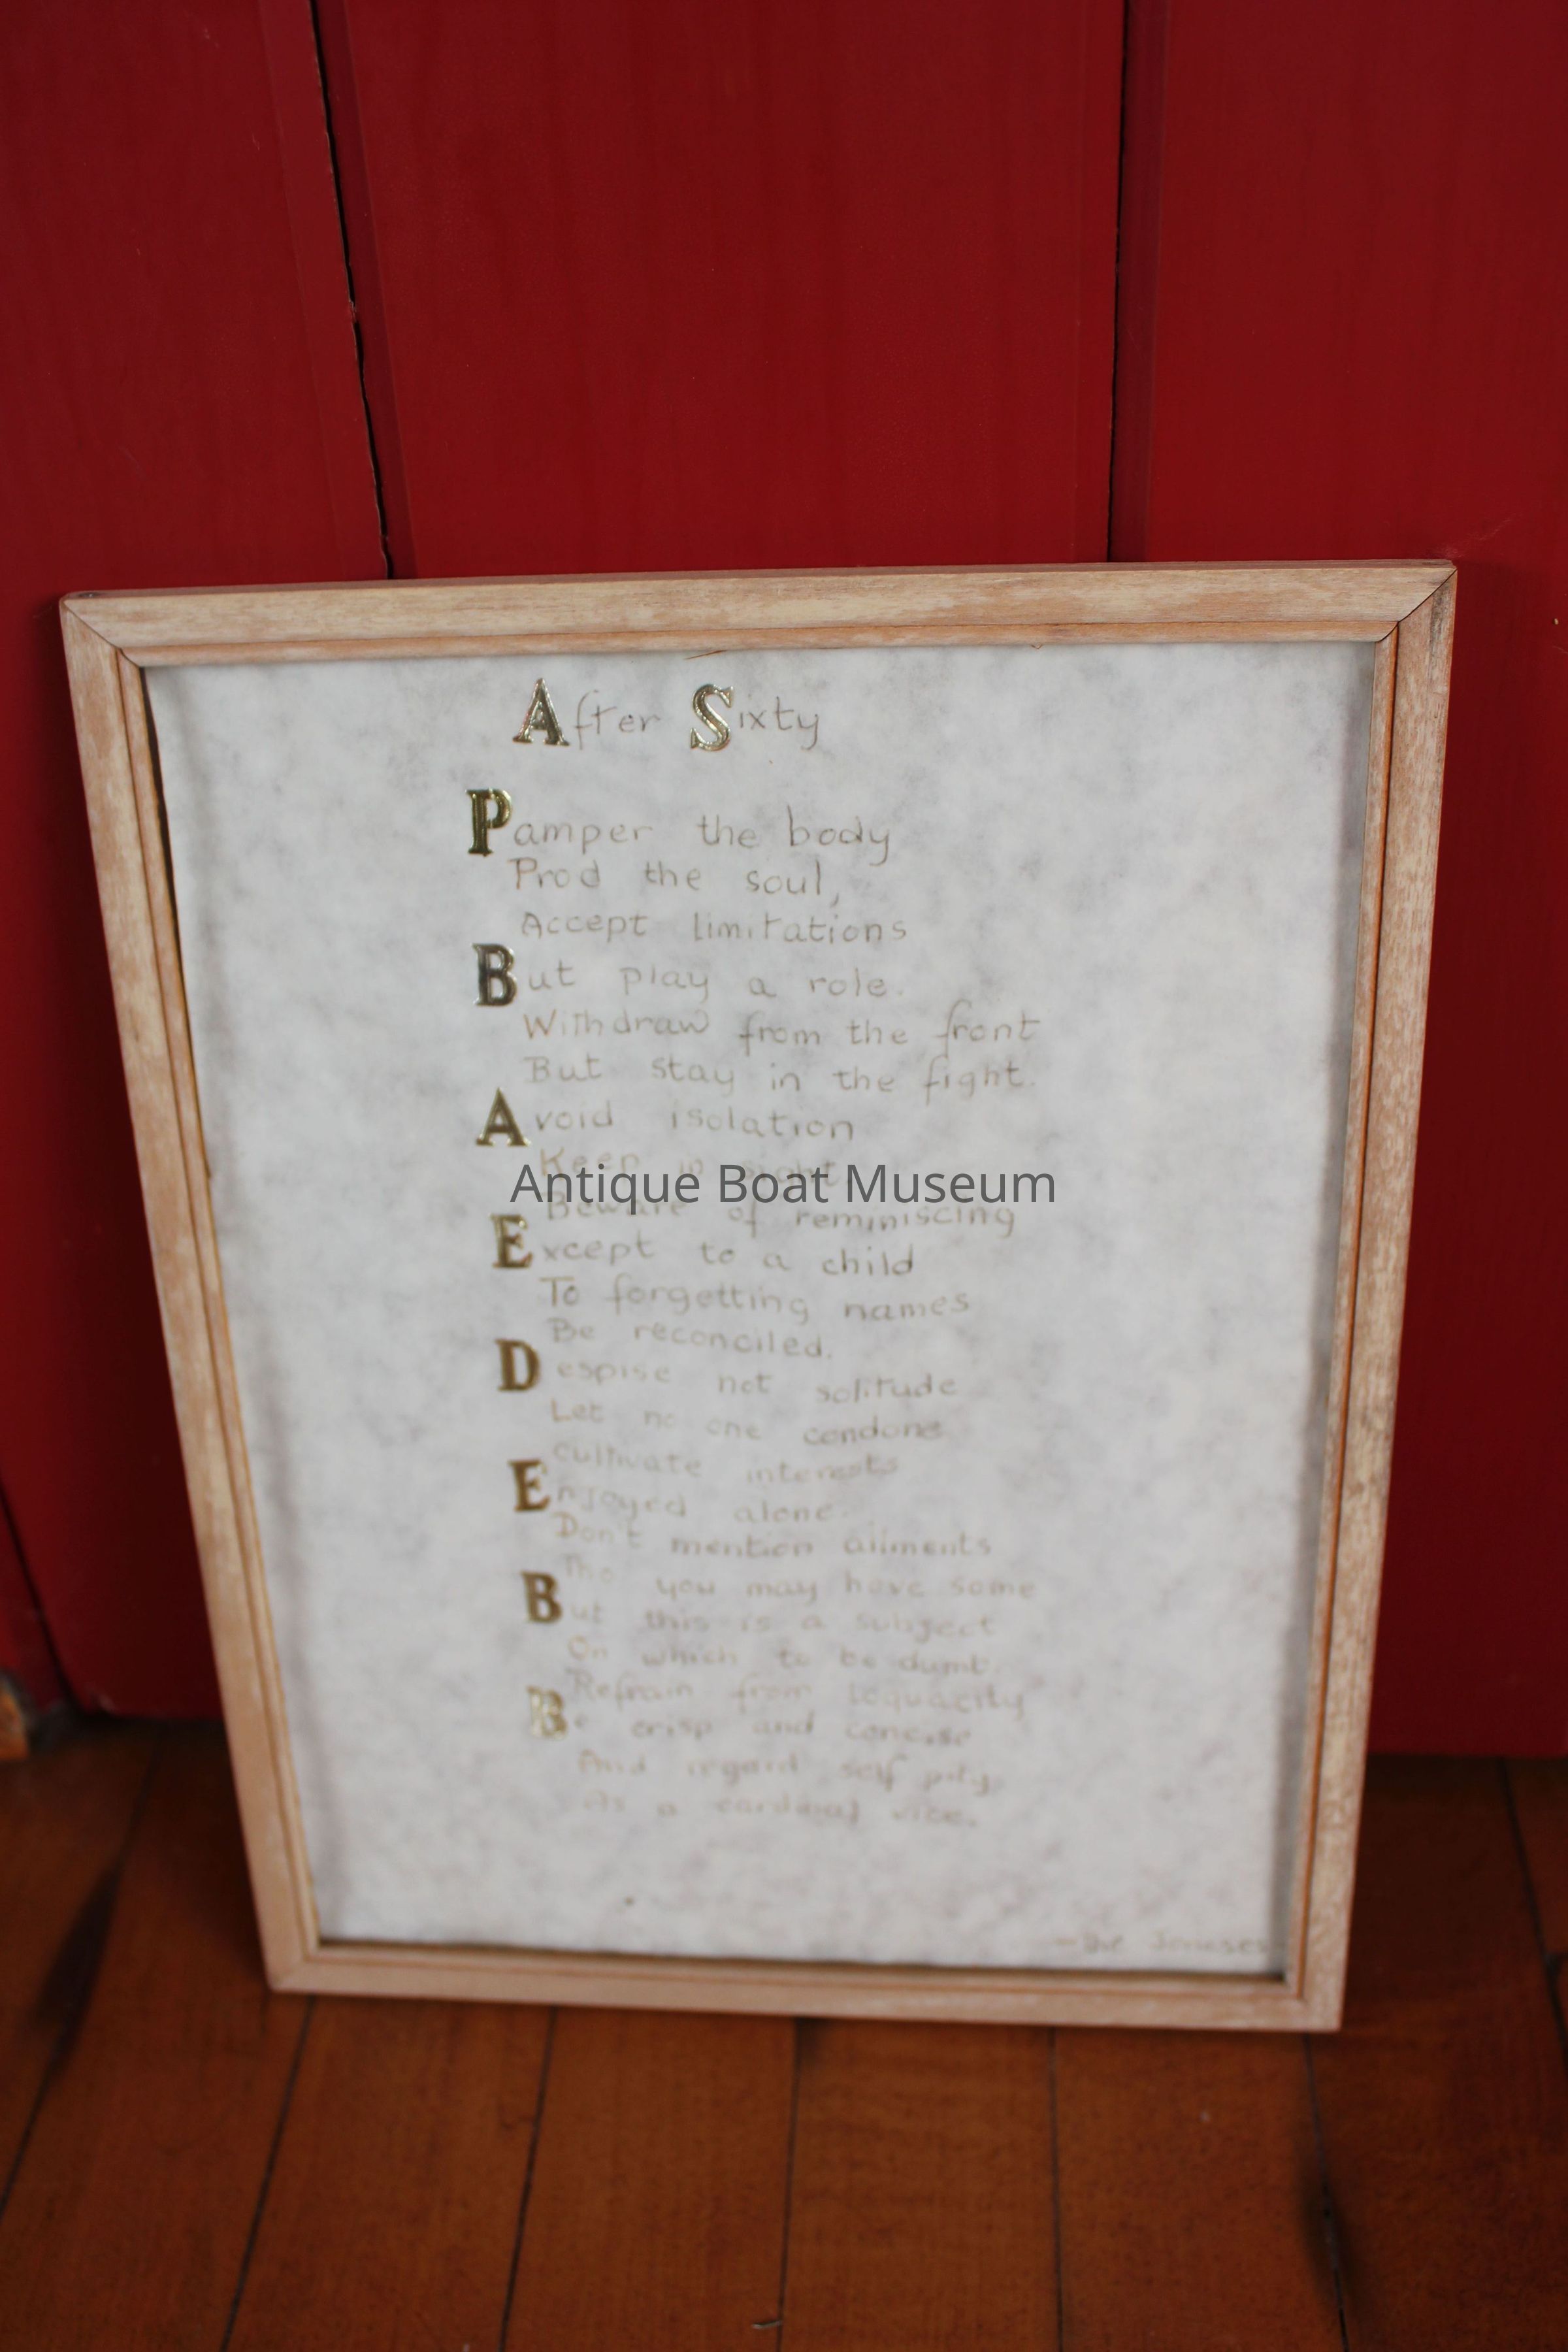 After Sixty
Pamper the body
Prod the soul,
Accept limitations
But play a role.
Withdraw from the front
But stay in the fight.
Avoid isolation
Keep in sight.
Antique Boat Museum
Beware of reminiscing
Except to a child
To forgetting names
Be reconciled.
Despise not solitude
Let no one condone
cultivate interests
Enjoyed alone.
Don't mention ailments
Tho you may have some
But this is a subject
On which to be dumb.
Refrain from loquacity
Be crisp and concise
And regard self pity
As a cardinal vice.